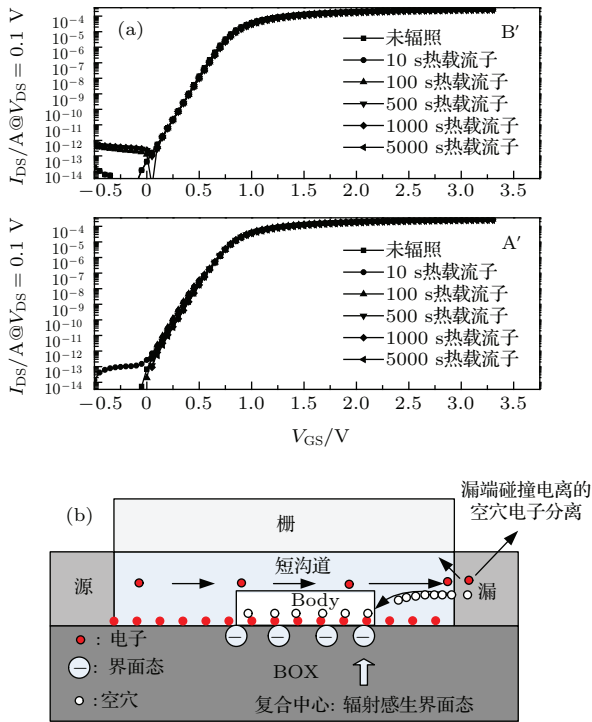 (a)
B′
I_DS/A@V_DS = 0.1 V
10⁻⁴
10⁻⁵
10⁻⁶
10⁻⁷
10⁻⁸
10⁻⁹
10⁻¹⁰
10⁻¹¹
10⁻¹²
10⁻¹³
10⁻¹⁴
未辐照
10 s热载流子
100 s热载流子
500 s热载流子
1000 s热载流子
5000 s热载流子
−0.5 0 0.5 1.0 1.5 2.0 2.5 3.0 3.5
A′
I_DS/A@V_DS = 0.1 V
10⁻⁴
10⁻⁵
10⁻⁶
10⁻⁷
10⁻⁸
10⁻⁹
10⁻¹⁰
10⁻¹¹
10⁻¹²
10⁻¹³
10⁻¹⁴
未辐照
10 s热载流子
100 s热载流子
500 s热载流子
1000 s热载流子
5000 s热载流子
−0.5 0 0.5 1.0 1.5 2.0 2.5 3.0 3.5
V_GS/V
(b)
漏端碰撞电离的
空穴电子分离
栅
源
短沟道
漏
Body
: 电子
: 界面态
: 空穴
BOX
复合中心: 辐射感生界面态